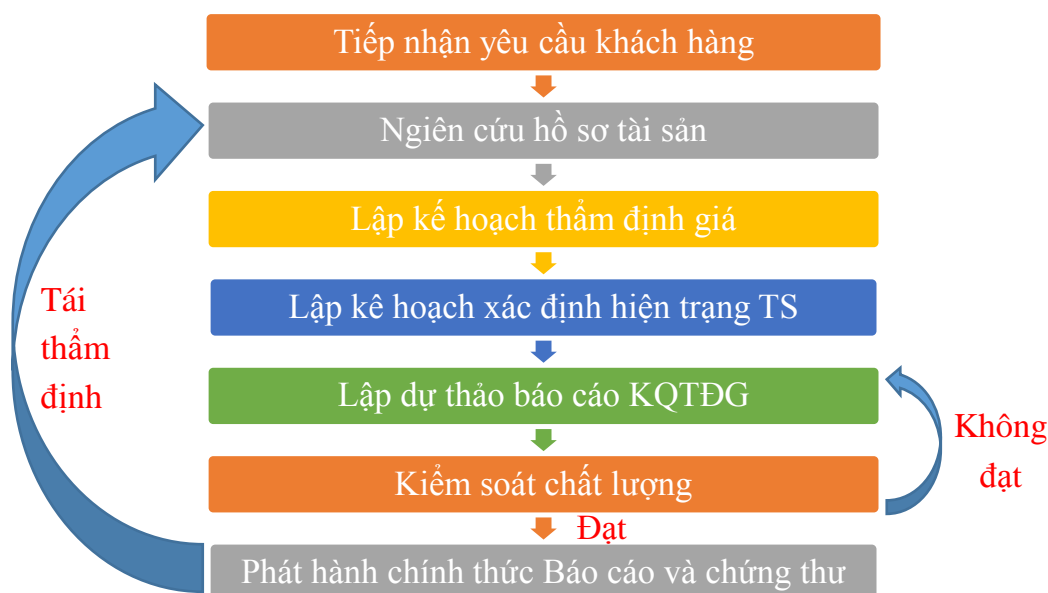 Tiếp nhận yêu cầu khách hàng
Ngiên cứu hồ sơ tài sản
Lập kế hoạch thẩm định giá
Lập kê hoạch xác định hiện trạng TS
Tái
thẩm
định
Lập dự thảo báo cáo KQTĐG
Không
đạt
Kiểm soát chất lượng
Đạt
Phát hành chính thức Báo cáo và chứng thư